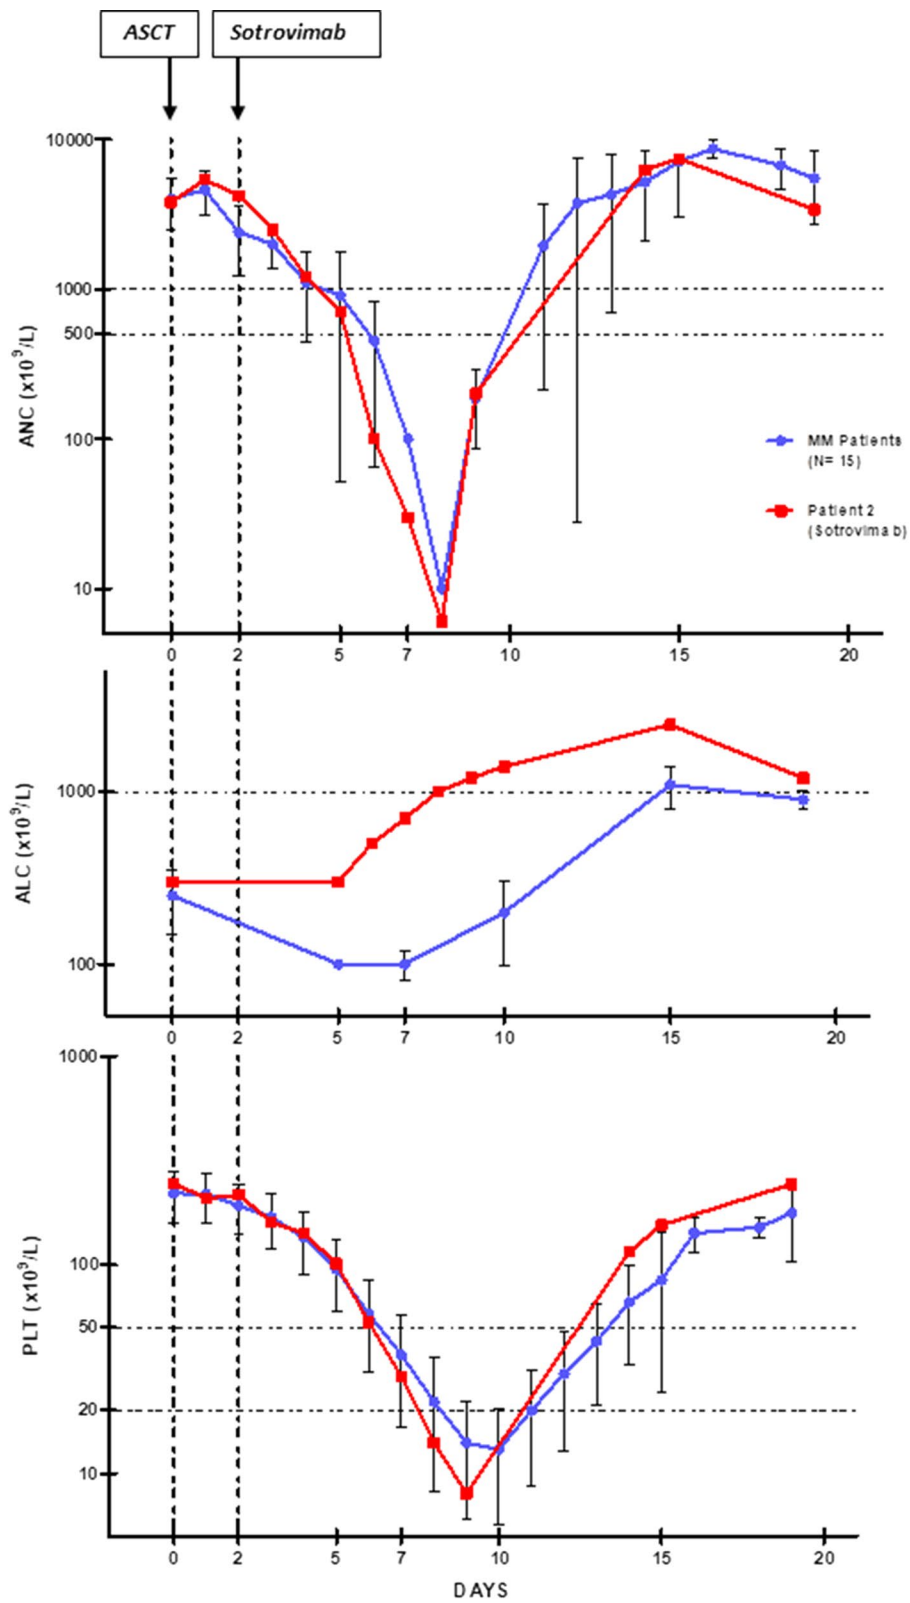 ASCT
Sotrovimab
10000
1000
500
100
10
ANC (x10⁹/L)
MM Patients
(N= 15)
Patient 2
(Sotrovimab)
0 2 5 7 10 15 20
1000
100
ALC (x10⁹/L)
0 2 5 7 10 15 20
1000
100
50
20
10
PLT (x10⁹/L)
0 2 5 7 10 15 20
DAYS